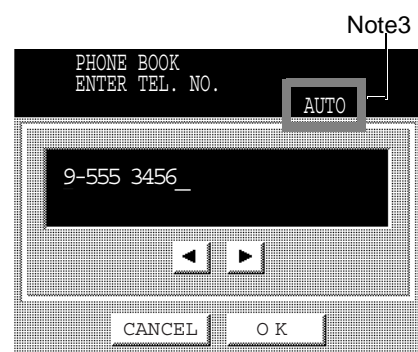 Note3
PHONE BOOK
ENTER TEL. NO.
AUTO
9-555 3456_
CANCEL
O K